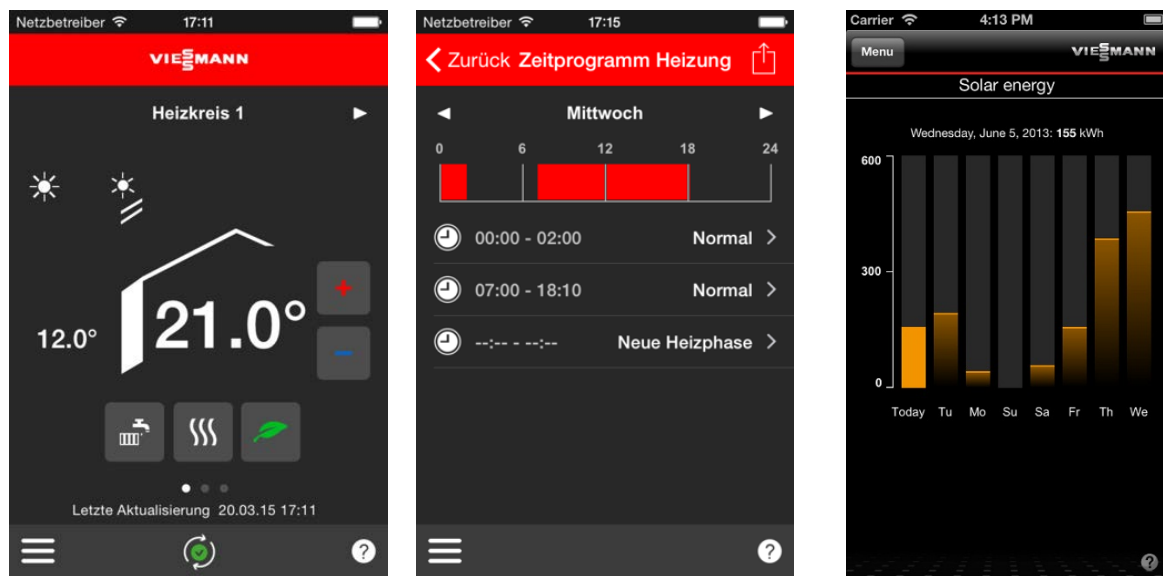 Netzbetreiber 17:11
VIESMANN
Heizkreis 1
21.0°
12.0°
Letzte Aktualisierung 20.03.15 17:11
?
Netzbetreiber 17:15
Zurück Zeitprogramm Heizung
Mittwoch
0 6 12 18 24
00:00 - 02:00 Normal
07:00 - 18:10 Normal
--:-- - --:-- Neue Heizphase
?
Carrier 4:13 PM
Menu VIESMANN
Solar energy
Wednesday, June 5, 2013: 155 kWh
600
300
0
Today Tu Mo Su Sa Fr Th We
?